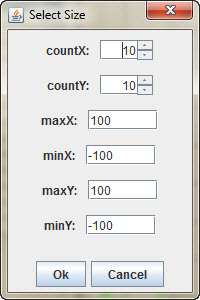 Select Size
countX: 10
countY: 10
maxX: 100
minX: -100
maxY: 100
minY: -100
Ok Cancel